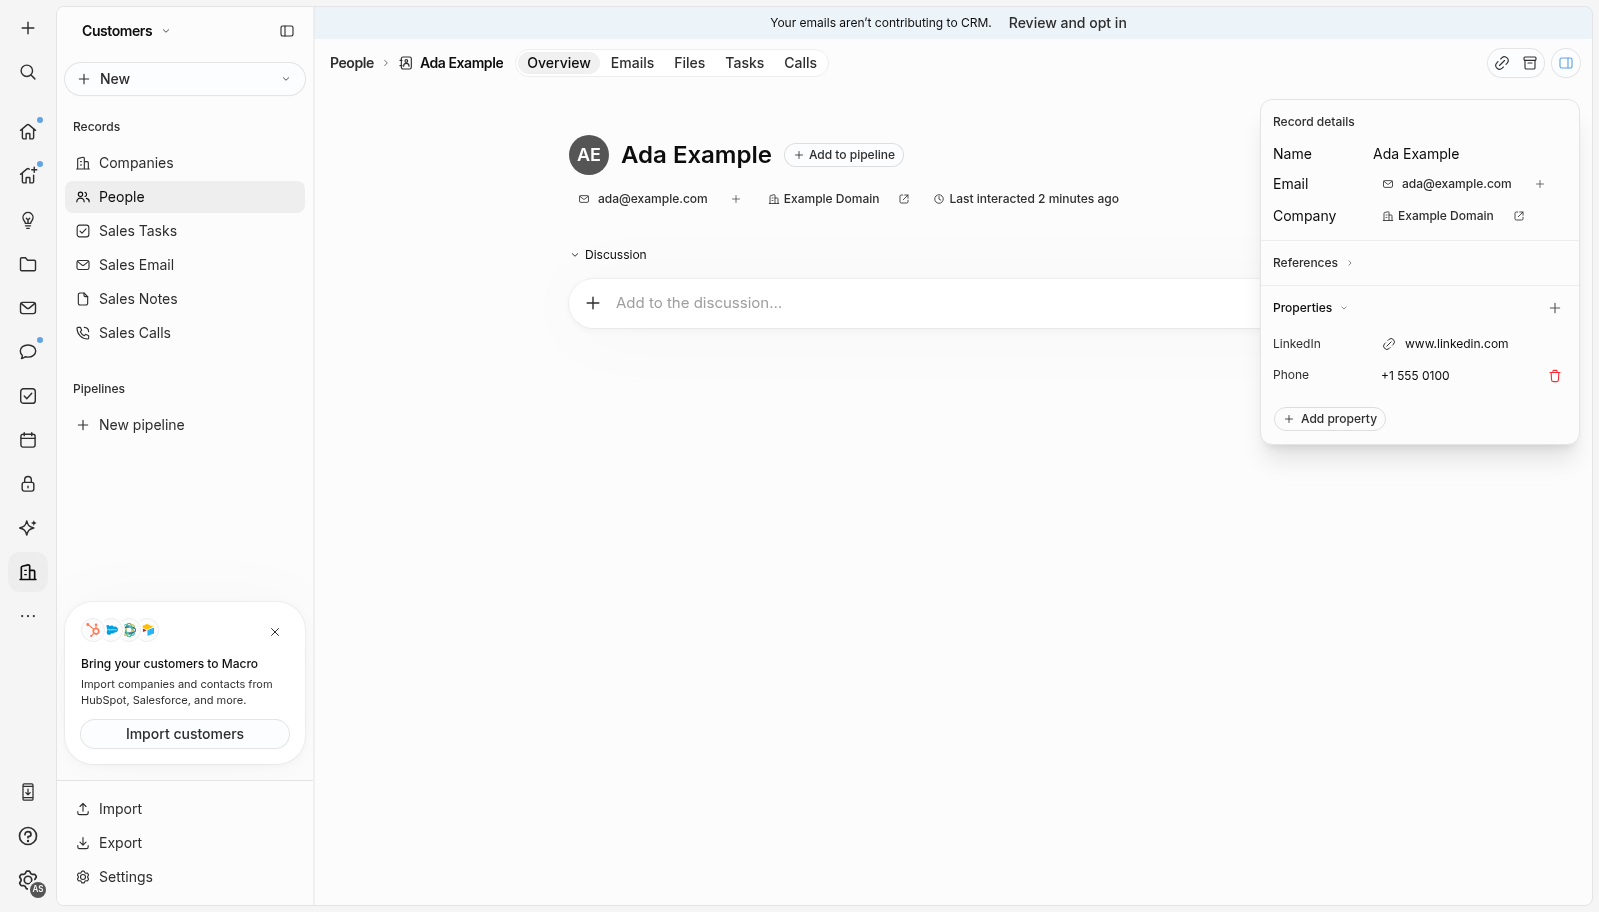 Customers
New
Records
Companies
People
Sales Tasks
Sales Email
Sales Notes
Sales Calls
Pipelines
New pipeline
Bring your customers to Macro
Import companies and contacts from
HubSpot, Salesforce, and more.
Import customers
Import
Export
Settings
AS
Your emails aren’t contributing to CRM. Review and opt in
People Ada Example Overview Emails Files Tasks Calls
AE Ada Example Add to pipeline
ada@example.com Example Domain Last interacted 2 minutes ago
Discussion
Add to the discussion...
Record details
Name Ada Example
Email ada@example.com
Company Example Domain
References
Properties
LinkedIn www.linkedin.com
Phone +1 555 0100
Add property